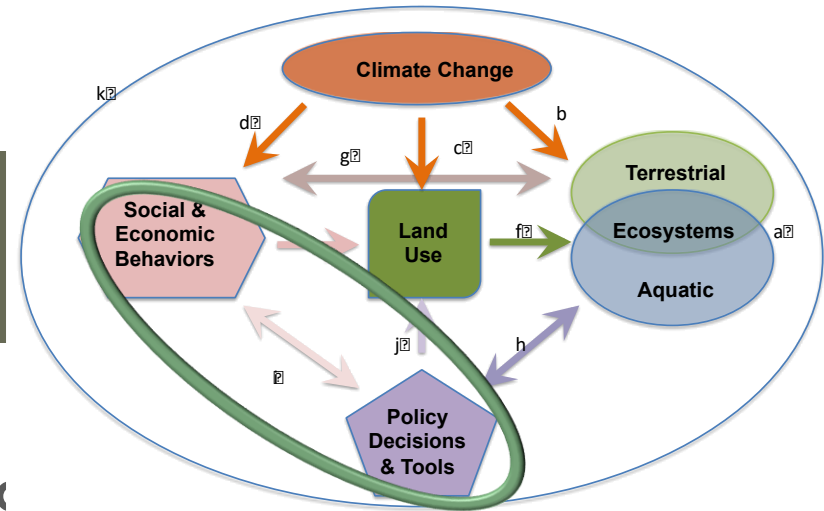 Climate Change
k
d
b
g
c
Terrestrial
Social &
Economic
Behaviors
Land
Use
f
Ecosystems
a
Aquatic
j
h
Policy
Decisions
& Tools